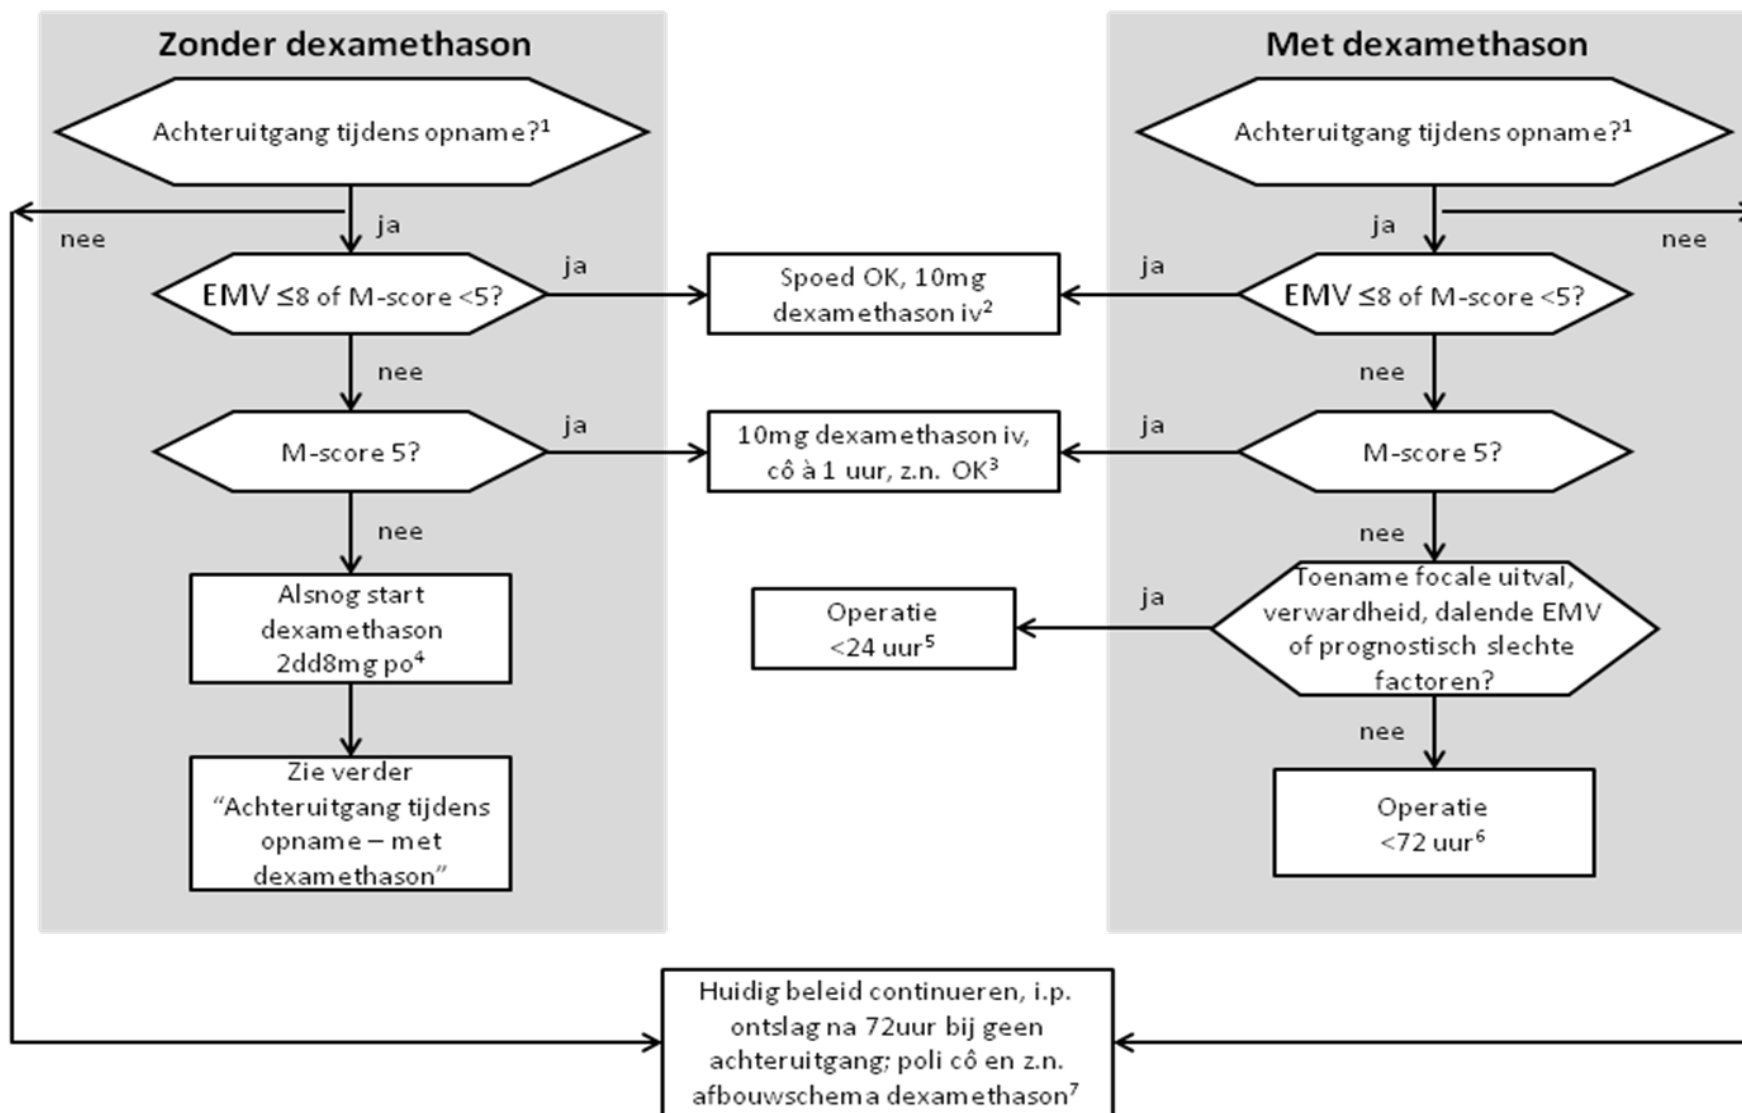 Zonder dexamethason
Achteruitgang tijdens opname?¹
nee
ja
EMV ≤8 of M-score <5?
ja
nee
M-score 5?
ja
nee
Alsnog start
dexamethason
2dd8mg po⁴
Zie verder
“Achteruitgang tijdens
opname – met
dexamethason”
Spoed OK, 10mg
dexamethason iv²
10mg dexamethason iv,
cô à 1 uur, z.n. OK³
Operatie
<24 uur⁵
Met dexamethason
Achteruitgang tijdens opname?¹
ja
nee
ja
EMV ≤8 of M-score <5?
nee
ja
M-score 5?
nee
ja
Toename focale uitval,
verwardheid, dalende EMV
of prognostisch slechte
factoren?
nee
Operatie
<72 uur⁶
Huidig beleid continueren, i.p.
ontslag na 72uur bij geen
achteruitgang; poli cô en z.n.
afbouwschema dexamethason⁷